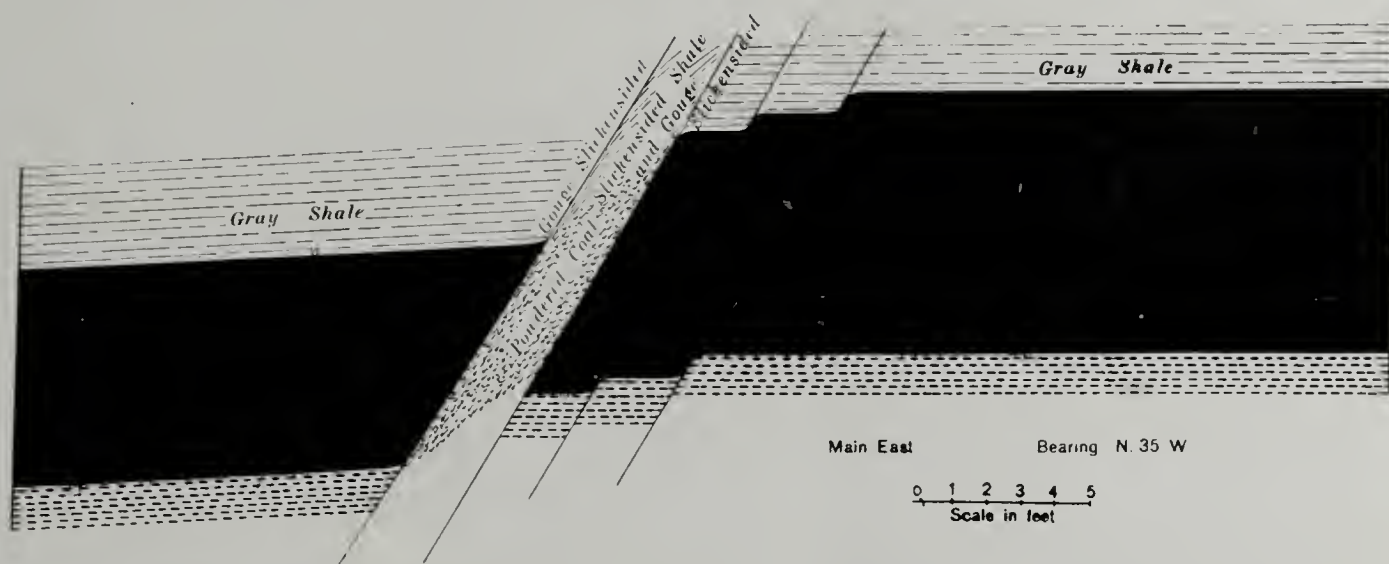 Gray Shale
Gouge Slickensided
Powdered Coal Slickensided Shale
and Gouge
Slickensided
Gray Shale
Main East Bearing N. 35 W
0 1 2 3 4 5
Scale in feet